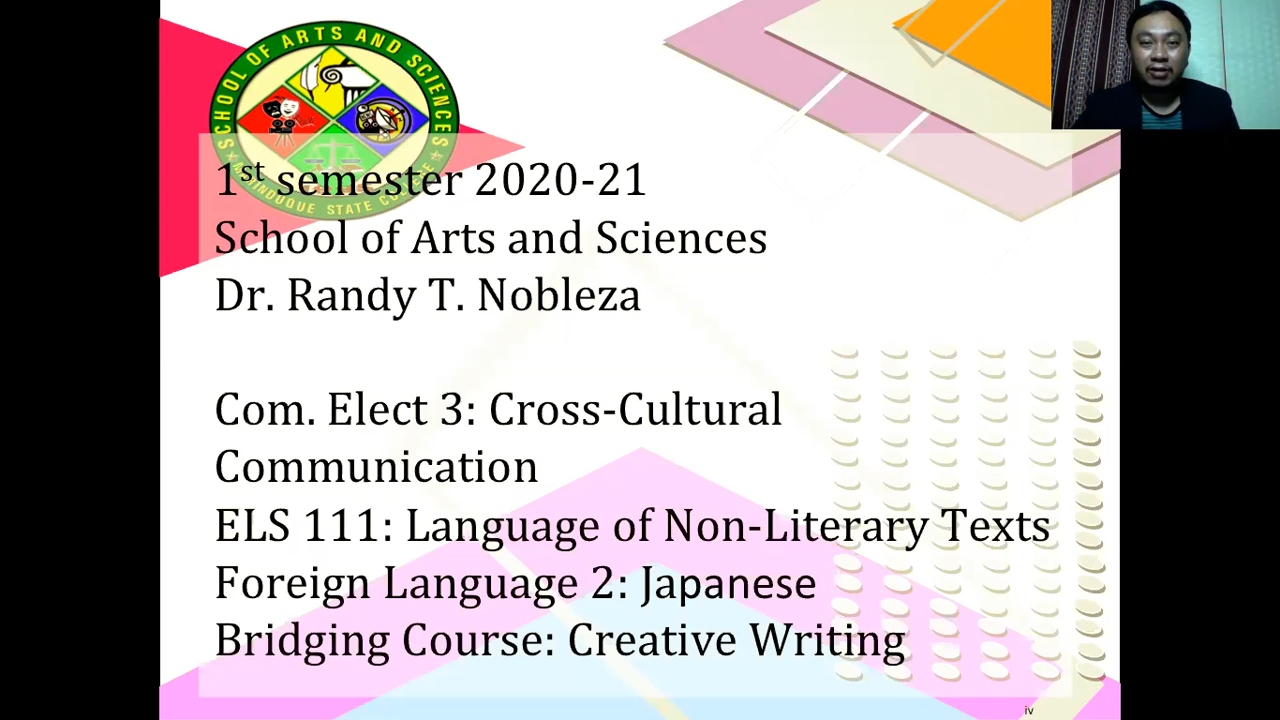 SCHOOL OF ARTS AND SCIENCES
STATE
1st semester 2020-21
School of Arts and Sciences
Dr. Randy T. Nobleza
Com. Elect 3: Cross-Cultural
Communication
ELS 111: Language of Non-Literary Texts
Foreign Language 2: Japanese
Bridging Course: Creative Writing
iv